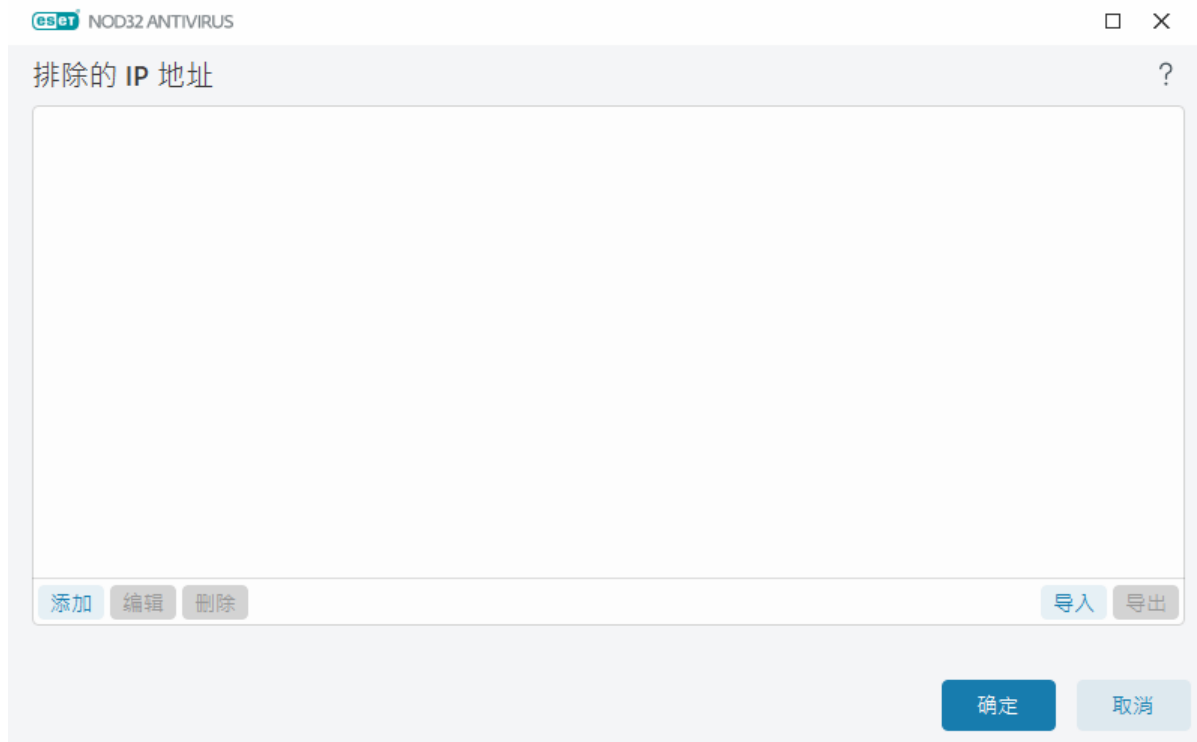 eset NOD32 ANTIVIRUS
排除的 IP 地址
?
添加 编辑 删除 导入 导出
确定 取消